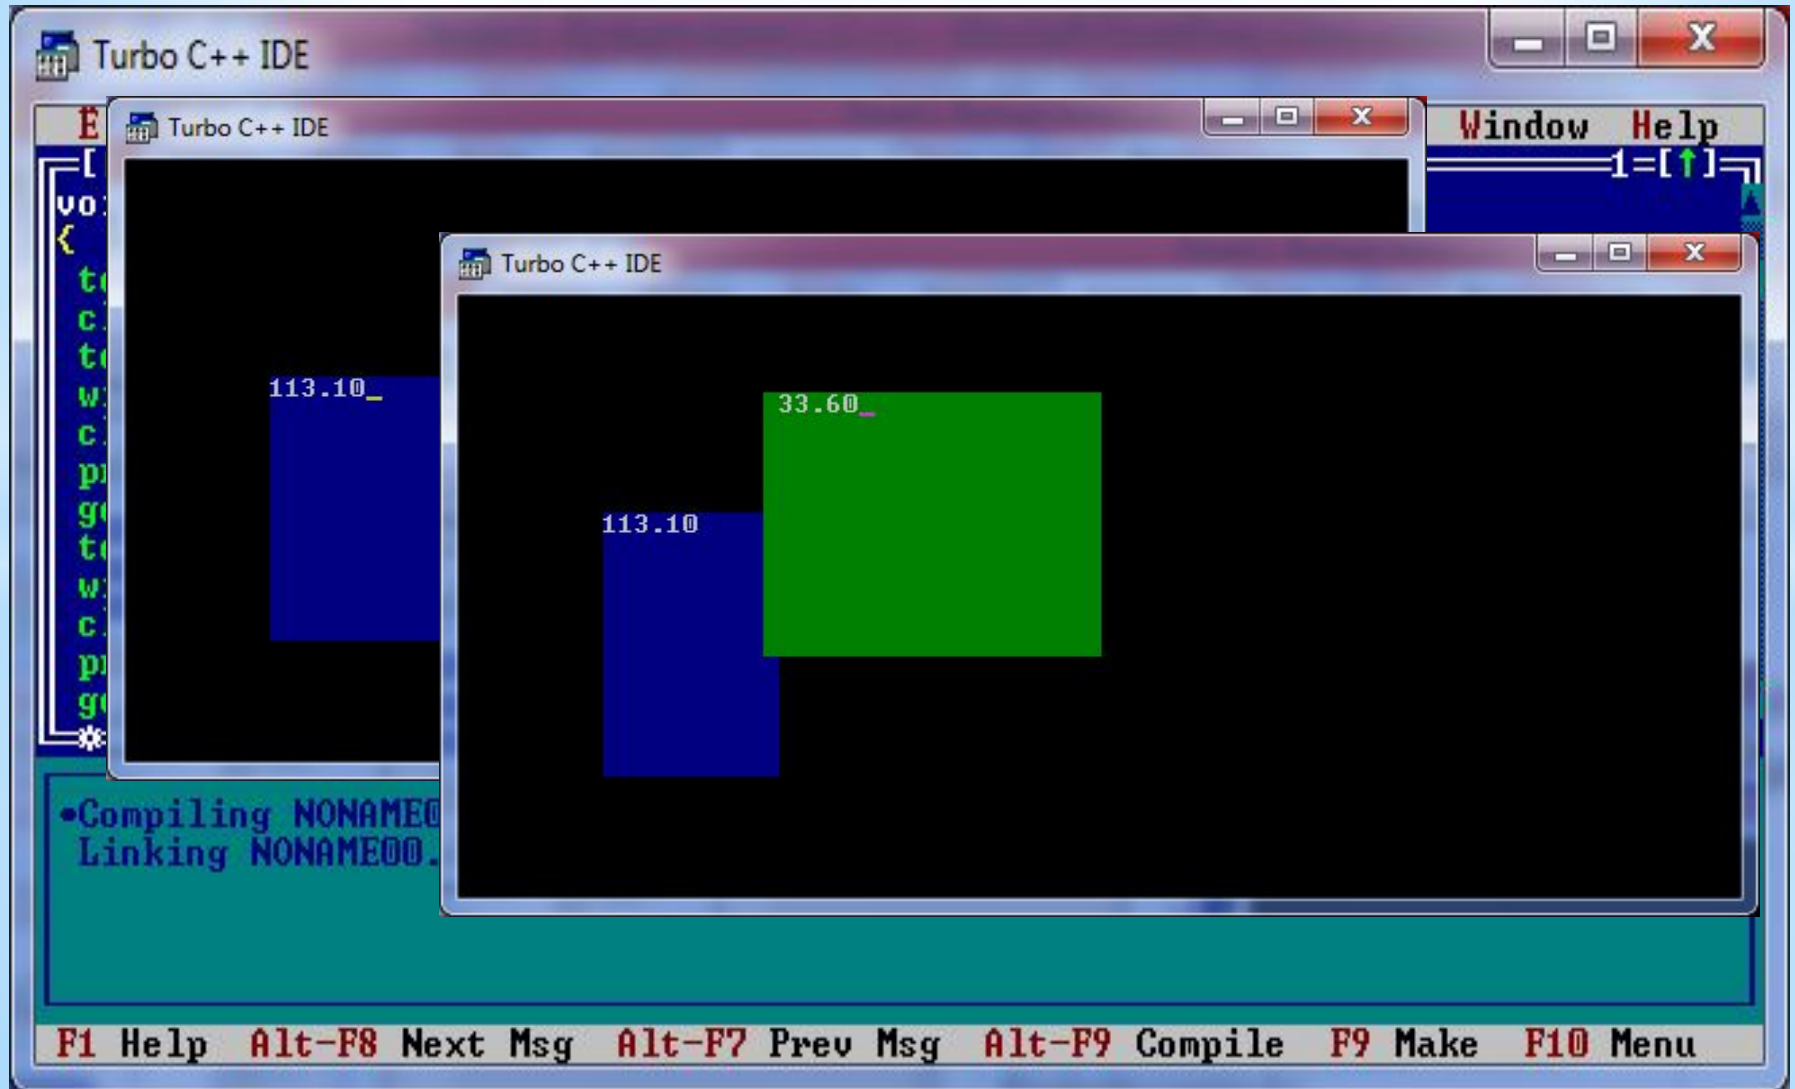 Turbo C++ IDE
E
Window Help
Turbo C++ IDE
1=[↑]
[
{
113.10_
Turbo C++ IDE
33.60_
113.10
•Compiling
Linking NONAME00.
F1 Help Alt-F8 Next Msg Alt-F7 Prev Msg Alt-F9 Compile F9 Make F10 Menu